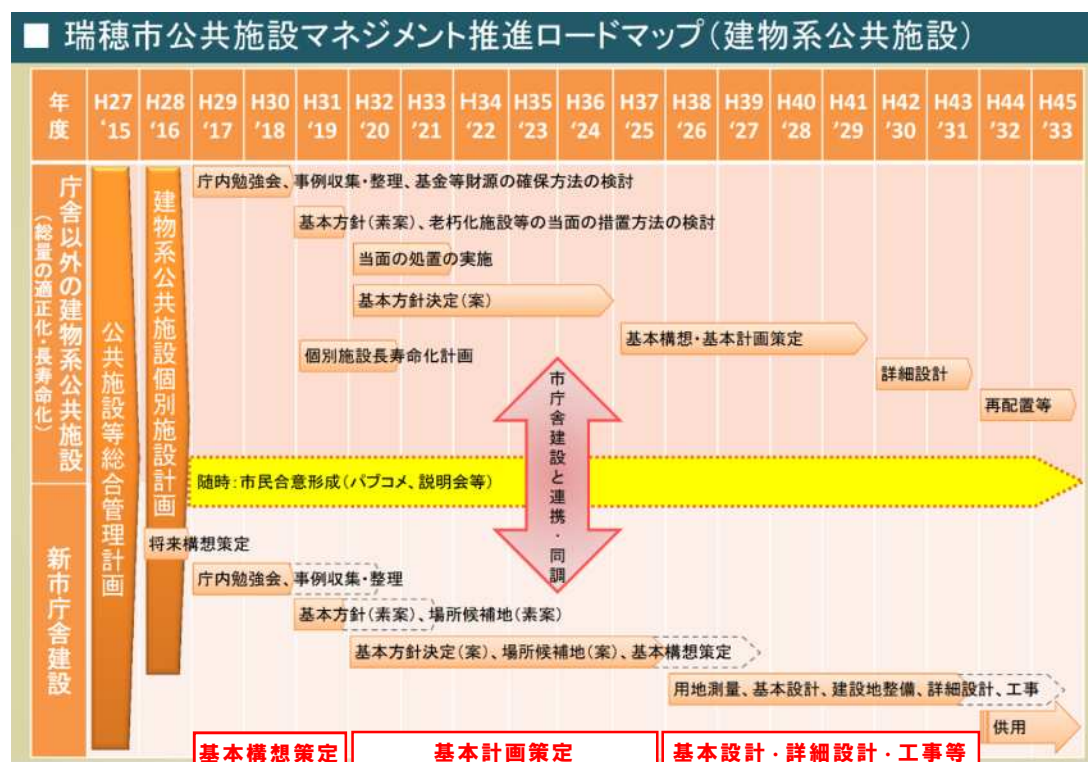 ■ 瑞穂市公共施設マネジメント推進ロードマップ(建物系公共施設)
年度 H27 H28 H29 H30 H31 H32 H33 H34 H35 H36 H37 H38 H39 H40 H41 H42 H43 H44 H45
'15 '16 '17 '18 '19 '20 '21 '22 '23 '24 '25 '26 '27 '28 '29 '30 '31 '32 '33
庁舎以外の建物系公共施設
(総量の適正化・長寿命化)
公共施設等総合管理計画
建物系公共施設個別施設計画
庁内勉強会、事例収集・整理、基金等財源の確保方法の検討
基本方針(素案)、老朽化施設等の当面の措置方法の検討
当面の処置の実施
基本方針決定(案)
基本構想・基本計画策定
個別施設長寿命化計画
詳細設計
再配置等
市庁舎建設と連携・同調
随時:市民合意形成(パブコメ、説明会等)
新市庁舎建設
将来構想策定
庁内勉強会、事例収集・整理
基本方針(素案)、場所候補地(素案)
基本方針決定(案)、場所候補地(案)、基本構想策定
用地測量、基本設計、建設地整備、詳細設計、工事
供用
基本構想策定
基本計画策定
基本設計・詳細設計・工事等